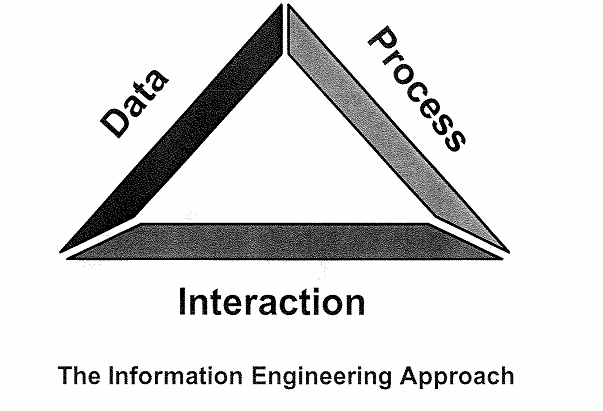 Data
Process
Interaction
The Information Engineering Approach